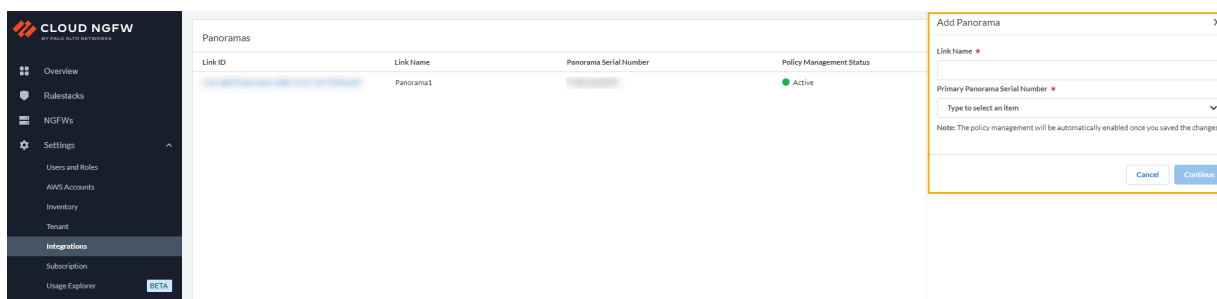 CLOUD NGFW
BY PALO ALTO NETWORKS
Overview
Rulestacks
NGFWs
Settings
Users and Roles
AWS Accounts
Inventory
Tenant
Integrations
Subscription
Usage Explorer BETA
Panoramas
Link ID Link Name Panorama Serial Number Policy Management Status
Panorama1 Active
Add Panorama
Link Name *
Primary Panorama Serial Number *
Type to select an item
Note: The policy management will be automatically enabled once you saved the changes
Cancel Continue